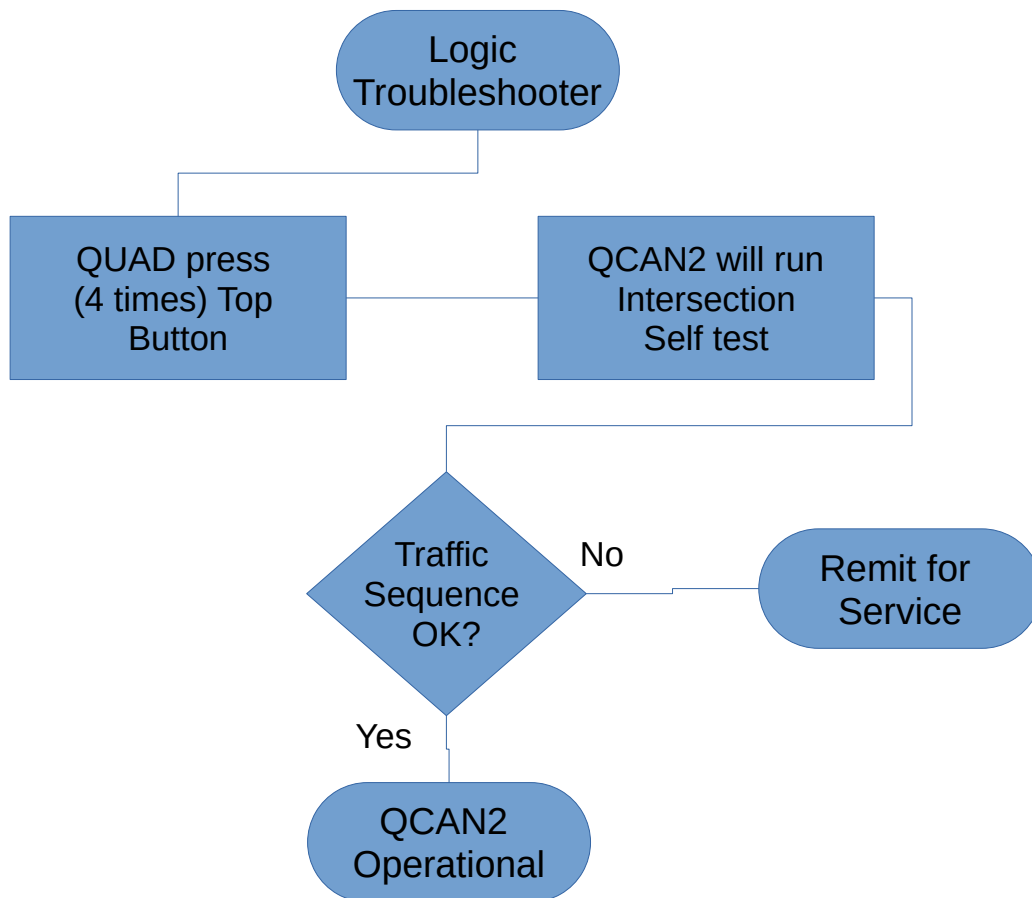 Logic
Troubleshooter
QUAD press
(4 times) Top
Button
QCAN2 will run
Intersection
Self test
Traffic
Sequence
OK?
No
Remit for
Service
Yes
QCAN2
Operational